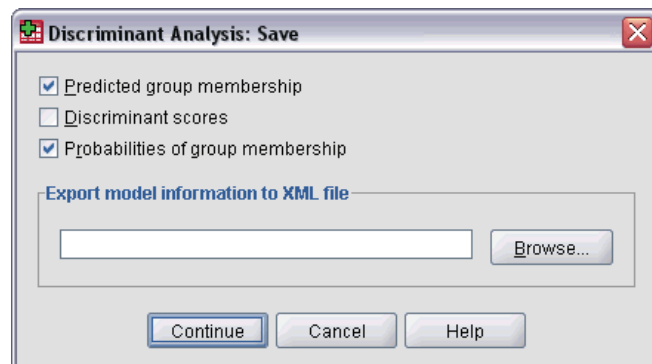 Discriminant Analysis: Save
Predicted group membership
Discriminant scores
Probabilities of group membership
Export model information to XML file
Browse...
Continue Cancel Help